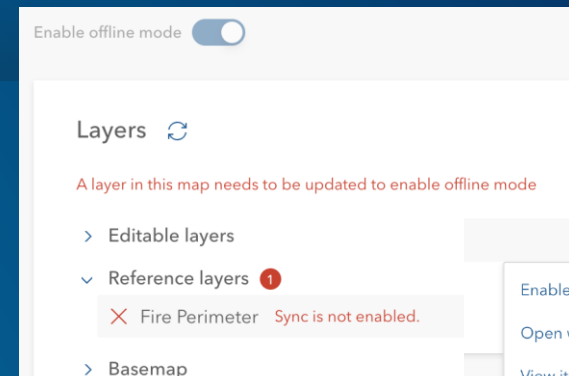 Enable offline mode
Layers
A layer in this map needs to be updated to enable offline mode
Editable layers
Reference layers 1
Fire Perimeter Sync is not enabled.
Enable
Open
Basemap
View